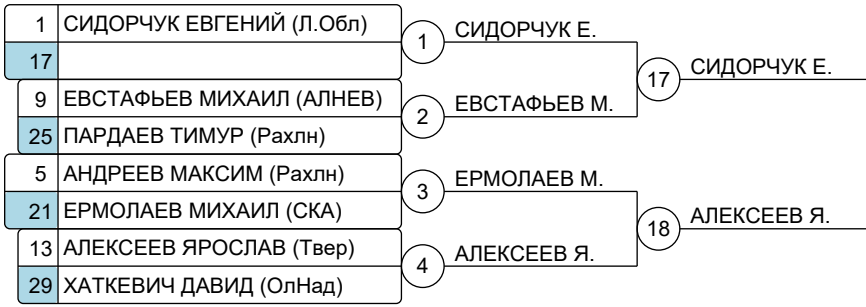 1 СИДОРЧУК ЕВГЕНИЙ (Л.Обл)
1 СИДОРЧУК Е.
17
17 СИДОРЧУК Е.
9 ЕВСТАФЬЕВ МИХАИЛ (АЛНЕВ)
2 ЕВСТАФЬЕВ М.
25 ПАРДАЕВ ТИМУР (Рахлн)
5 АНДРЕЕВ МАКСИМ (Рахлн)
3 ЕРМОЛАЕВ М.
21 ЕРМОЛАЕВ МИХАИЛ (СКА)
18 АЛЕКСЕЕВ Я.
13 АЛЕКСЕЕВ ЯРОСЛАВ (Твер)
4 АЛЕКСЕЕВ Я.
29 ХАТКЕВИЧ ДАВИД (ОлНад)